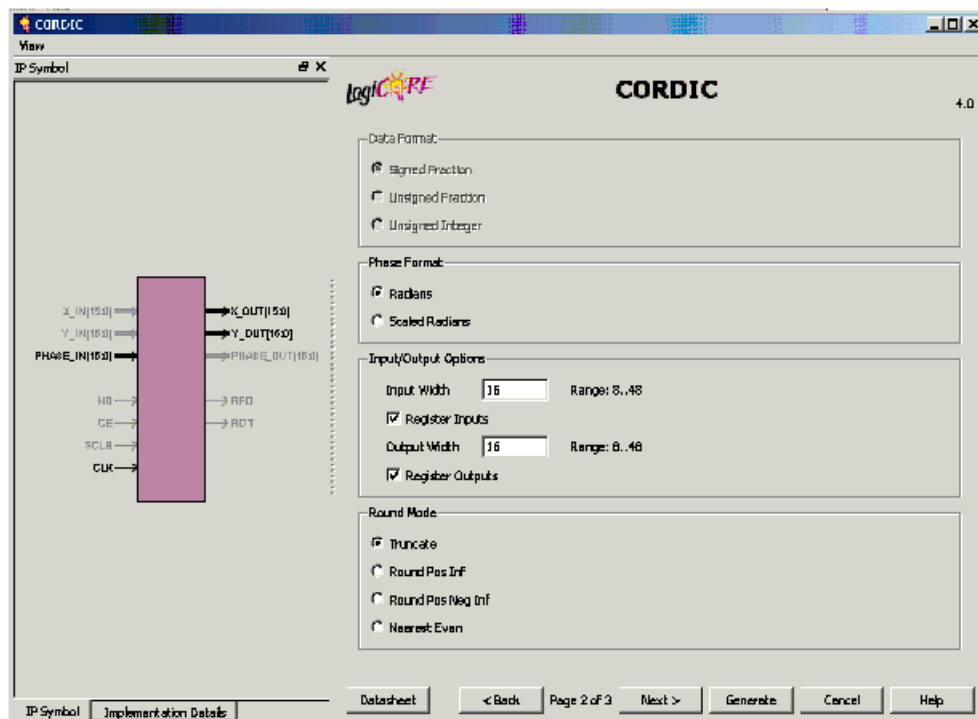 CORDIC
View
IP Symbol
LogiCORE
CORDIC
4.0
Data Format
Signed Fraction
Unsigned Fraction
Unsigned Integer
Phase Format
Radians
Scaled Radians
Input/Output Options
Input Width 16 Range: 8..48
Register Inputs
Output Width 16 Range: 8..48
Register Outputs
Round Mode
Truncate
Round Pos Inf
Round Pos Neg Inf
Nearest Even
X_IN[15:0]
Y_IN[15:0]
PHASE_IN[15:0]
ND
CE
SCLR
CLK
X_OUT[15:0]
Y_OUT[15:0]
PHASE_OUT[15:0]
RFD
RDY
Datasheet < Back Page 2 of 3 Next > Generate Cancel Help
IP Symbol Implementation Details